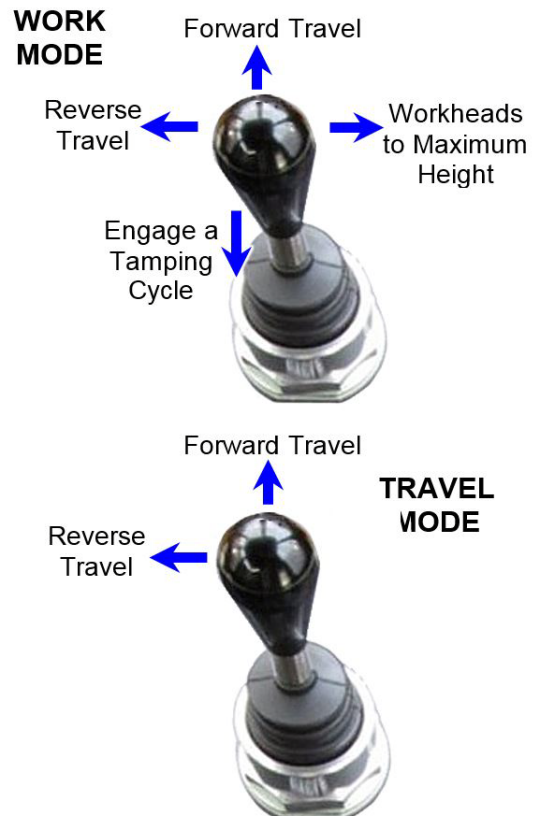 WORK
MODE
Forward Travel
Reverse
Travel
Workheads
to Maximum
Height
Engage a
Tamping
Cycle
Forward Travel
TRAVEL
MODE
Reverse
Travel